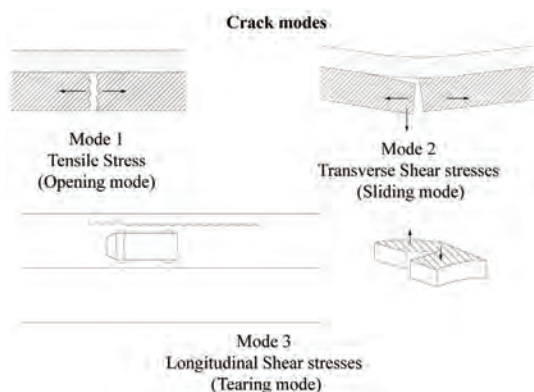 Crack modes
Mode 1
Tensile Stress
(Opening mode)
Mode 2
Transverse Shear stresses
(Sliding mode)
Mode 3
Longitudinal Shear stresses
(Tearing mode)